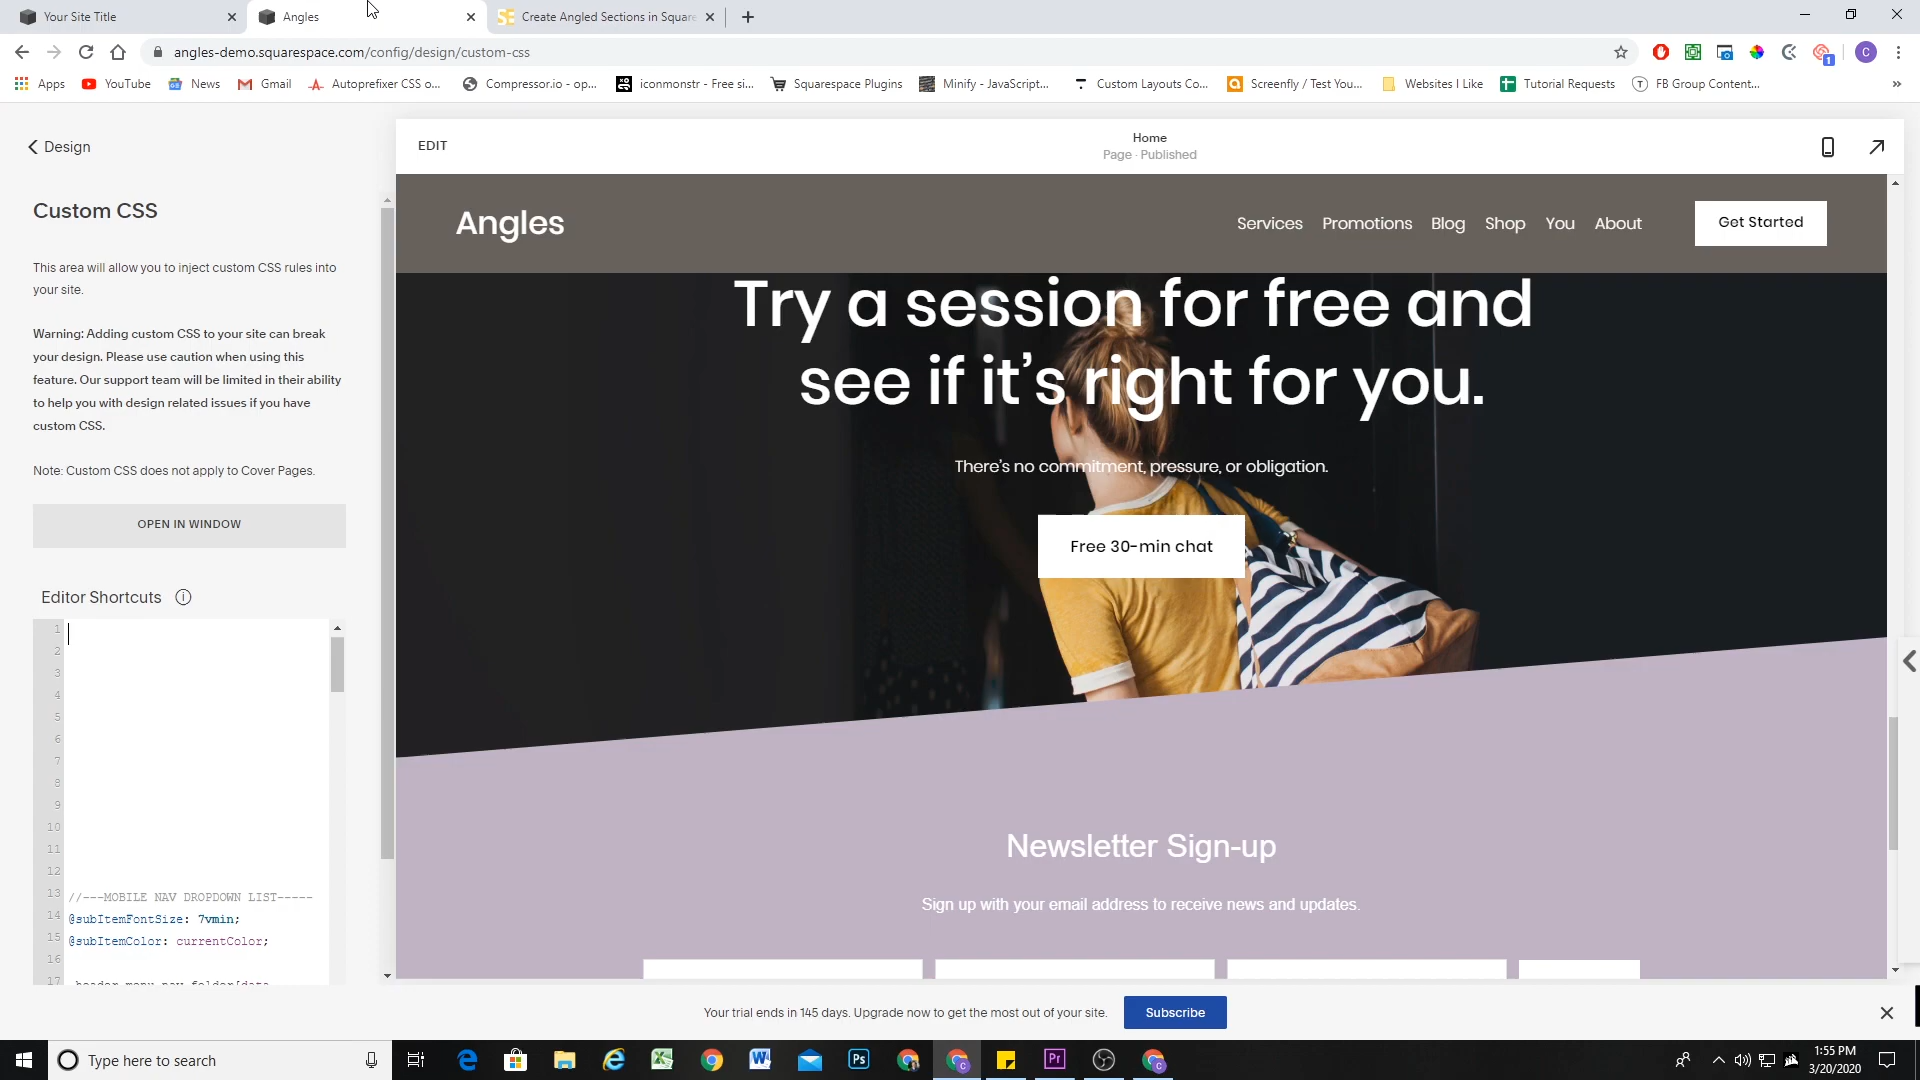 Your Site Title
Angles
Create Angled Sections in Square
angles-demo.squarespace.com/config/design/custom-css
Apps
YouTube
News
Gmail
Autoprefixer CSS o...
Compressor.io - op...
iconmonstr - Free si...
Squarespace Plugins
Minify - JavaScript...
Custom Layouts Co...
Screenfly / Test You...
Websites I Like
Tutorial Requests
FB Group Content...
Design
Custom CSS
This area will allow you to inject custom CSS rules into
your site.
Warning: Adding custom CSS to your site can break
your design. Please use caution when using this
feature. Our support team will be limited in their ability
to help you with design related issues if you have
custom CSS.
Note: Custom CSS does not apply to Cover Pages.
OPEN IN WINDOW
Editor Shortcuts
1
2
3
4
5
6
7
8
9
10
11
12
13 //---MOBILE NAV DROPDOWN LIST-----
14 @subItemFontSize: 7vmin;
15 @subItemColor: currentColor;
16
17 .header-menu-nav-folder[data-
EDIT
Home
Page · Published
Angles
Services Promotions Blog Shop You About
Get Started
Try a session for free and
see if it's right for you.
There's no commitment, pressure, or obligation.
Free 30-min chat
Newsletter Sign-up
Sign up with your email address to receive news and updates.
Your trial ends in 145 days. Upgrade now to get the most out of your site.
Subscribe
Type here to search
1:55 PM
3/20/2020